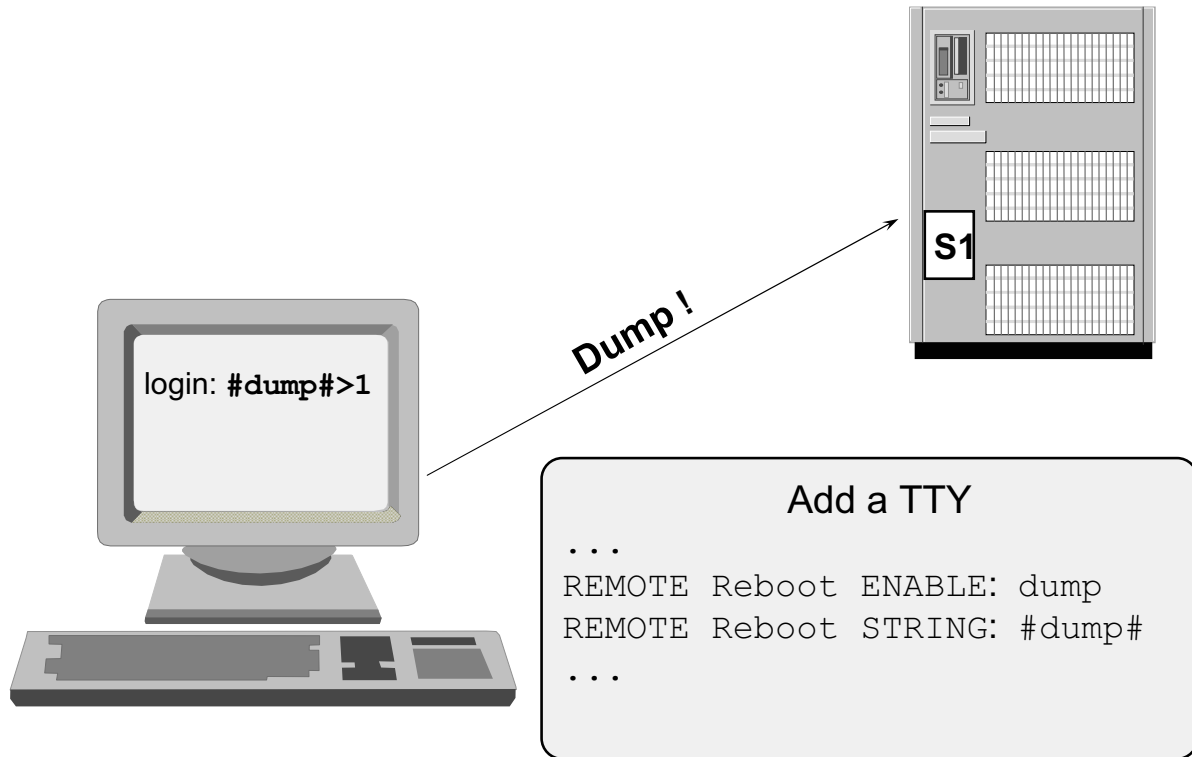 S1
Dump !
login: #dump#>1
Add a TTY
...
REMOTE Reboot ENABLE: dump
REMOTE Reboot STRING: #dump#
...